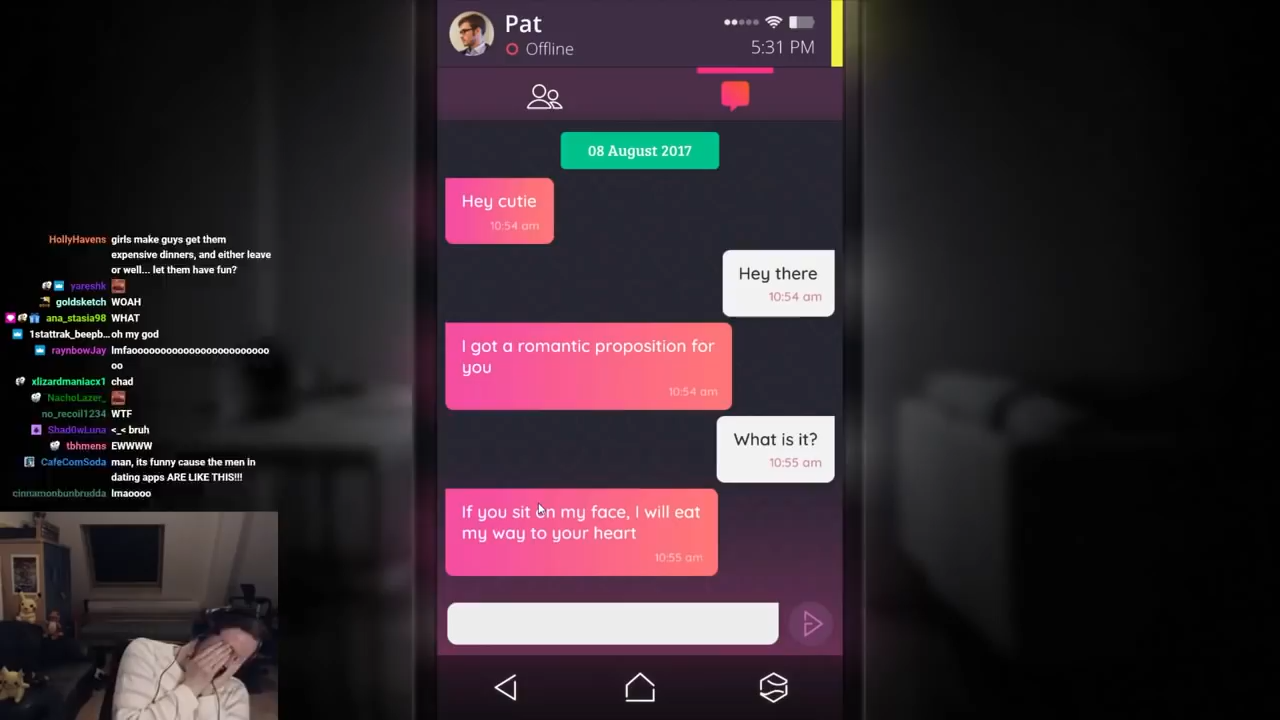 Pat
Offline
5:31 PM
08 August 2017
Hey cutie
10:54 am
Hey there
10:54 am
I got a romantic proposition for
you
10:54 am
What is it?
10:55 am
If you sit on my face, I will eat
my way to your heart
10:55 am
HollyHavens girls make guys get them
expensive dinners, and either leave
or well... let them have fun?
yareshk
goldsketch WOAH
ana_stasia98 WHAT
1stattrak_beepb... oh my god
raynbowJay lmfaooooooooooooooooooooooo
oo
xlizardmaniacx1 chad
NachoLazer_
no_recoil1234 WTF
Shad0wLuna <_< bruh
tbhmens EWWWW
CafeComSoda man, its funny cause the men in
dating apps ARE LIKE THIS!!!
cinnamonbunbrudda lmaoooo